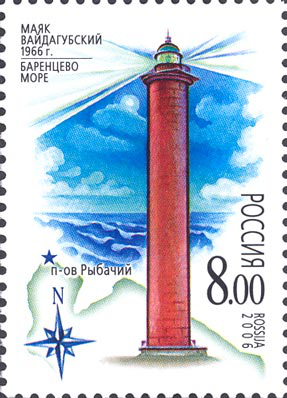 МАЯК
ВАЙДАГУБСКИЙ
1966 г.
БАРЕНЦЕВО
МОРЕ
п-ов Рыбачий
N
РОССИЯ
8.00
ROSSIJA
2006